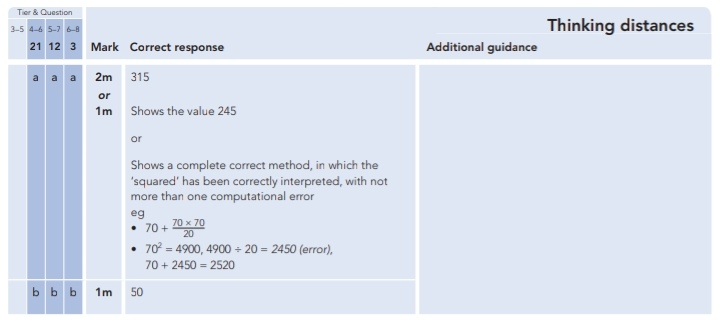 Tier & Question
3–5 4–6 5–7 6–8
21 12 3
Thinking distances
Mark Correct response Additional guidance
a a a 2m 315
or
1m Shows the value 245
or
Shows a complete correct method, in which the
‘squared’ has been correctly interpreted, with not
more than one computational error
eg
• 70 + 70 × 70 / 20
• 70² = 4900, 4900 ÷ 20 = 2450 (error),
70 + 2450 = 2520
b b b 1m 50